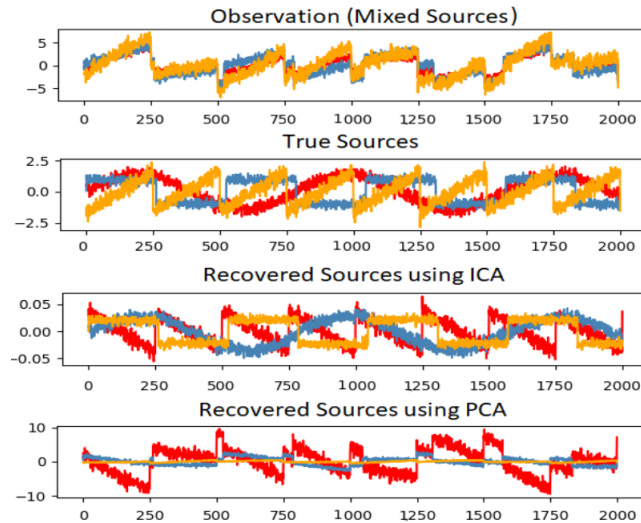 Observation (Mixed Sources)
5
0
−5
0 250 500 750 1000 1250 1500 1750 2000
True Sources
2.5
0.0
−2.5
0 250 500 750 1000 1250 1500 1750 2000
Recovered Sources using ICA
0.05
0.00
−0.05
0 250 500 750 1000 1250 1500 1750 2000
Recovered Sources using PCA
10
0
−10
0 250 500 750 1000 1250 1500 1750 2000